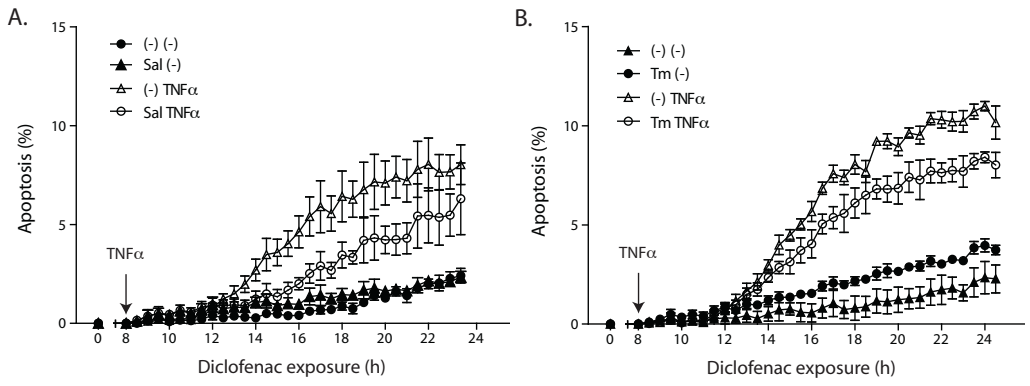 A.
15
10
5
0
Apoptosis (%)
(-) (-)
Sal (-)
(-) TNFα
Sal TNFα
TNFα
0 8 10 12 14 16 18 20 22 24
Diclofenac exposure (h)
B.
15
10
5
0
Apoptosis (%)
(-) (-)
Tm (-)
(-) TNFα
Tm TNFα
TNFα
0 8 10 12 14 16 18 20 22 24
Diclofenac exposure (h)